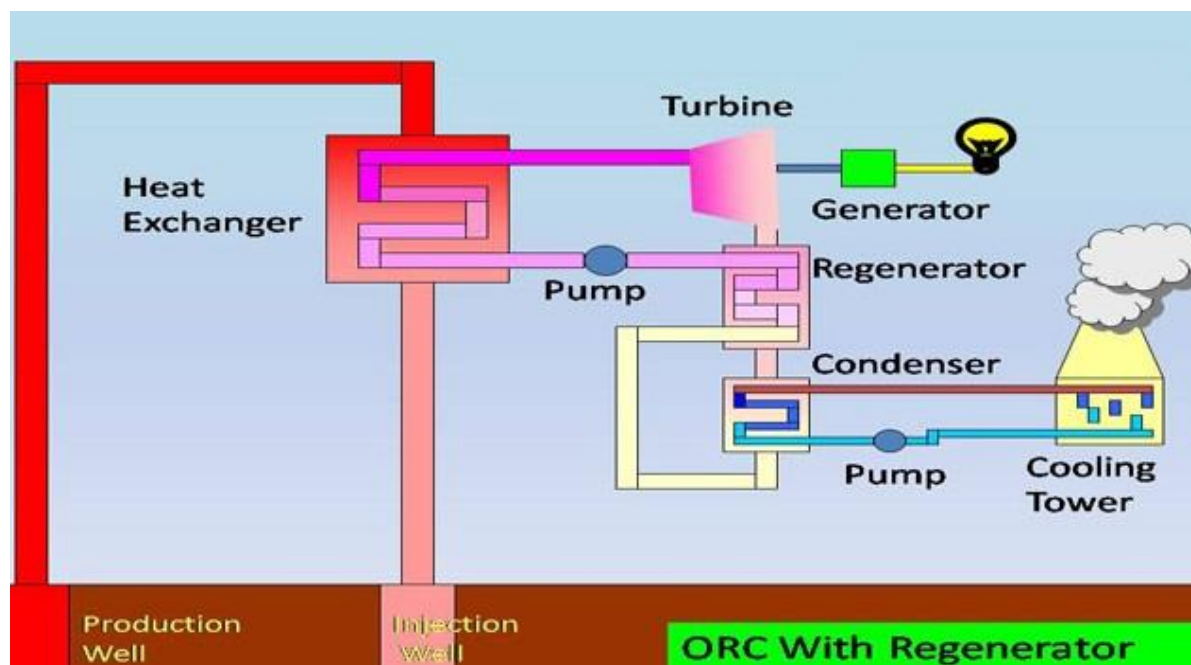 Turbine
Heat
Exchanger
Generator
Regenerator
Pump
Condenser
Pump
Cooling
Tower
Production
Well
Injection
Well
ORC With Regenerator